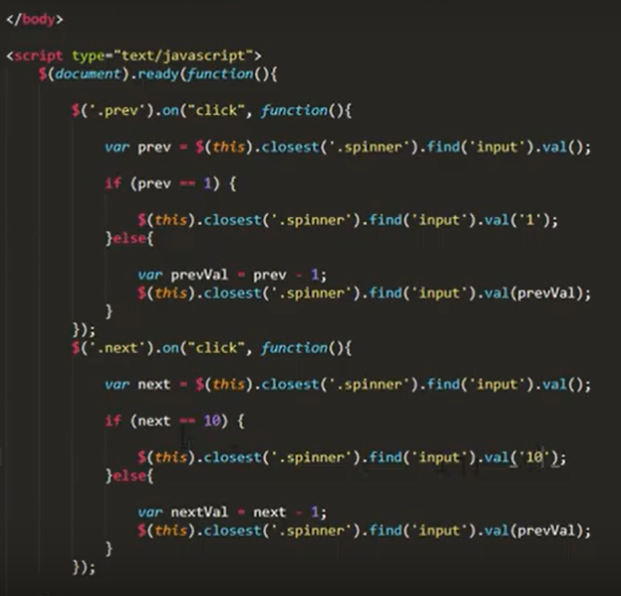 </body>
<script type="text/javascript">
$(document).ready(function(){
$('.prev').on("click", function(){
var prev = $(this).closest('.spinner').find('input').val();
if (prev == 1) {
$(this).closest('.spinner').find('input').val('1');
}else{
var prevVal = prev - 1;
$(this).closest('.spinner').find('input').val(prevVal);
}
});
$('.next').on("click", function(){
var next = $(this).closest('.spinner').find('input').val();
if (next == 10) {
$(this).closest('.spinner').find('input').val('10');
}else{
var nextVal = next - 1;
$(this).closest('.spinner').find('input').val(prevVal);
}
});